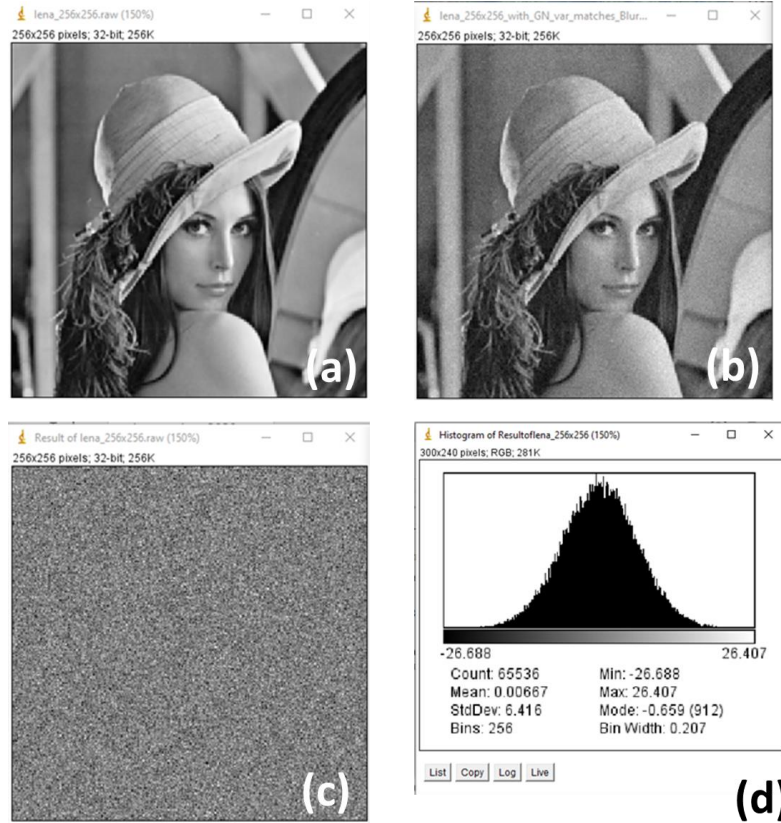 lena_256x256.raw (150%)
256x256 pixels; 32-bit; 256K
(a)
lena_256x256_with_GN_var_matches_Blur...
256x256 pixels; 32-bit; 256K
(b)
Result of lena_256x256.raw (150%)
256x256 pixels; 32-bit; 256K
(c)
Histogram of Resultoflena_256x256 (150%)
300x240 pixels; RGB; 281K
-26.688 26.407
Count: 65536 Min: -26.688
Mean: 0.00667 Max: 26.407
StdDev: 6.416 Mode: -0.659 (912)
Bins: 256 Bin Width: 0.207
List Copy Log Live
(d)